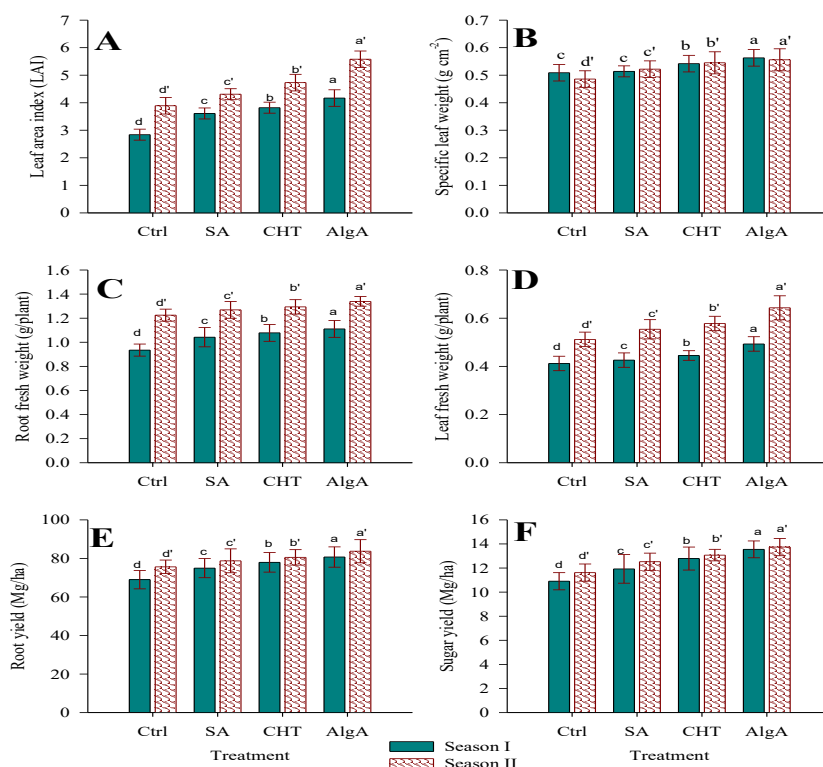 A
Leaf area index (LAI)
7
6
5
4
3
2
1
0
d d' c c' b b' a a'
Ctrl SA CHT AlgA
B
Specific leaf weight (g cm-2)
0.7
0.6
0.5
0.4
0.3
0.2
0.1
0.0
c d' c c' b b' a a'
Ctrl SA CHT AlgA
C
Root fresh weight (g/plant)
1.6
1.4
1.2
1.0
0.8
0.6
0.4
0.2
0.0
d d' c c' b b' a a'
Ctrl SA CHT AlgA
D
Leaf fresh weight (g/plant)
0.8
0.6
0.4
0.2
0.0
d d' c c' b b' a a'
Ctrl SA CHT AlgA
E
Root yield (Mg/ha)
100
80
60
40
20
0
d d' c c' b b' a a'
Ctrl SA CHT AlgA
Treatment
F
Sugar yield (Mg/ha)
16
14
12
10
8
6
4
2
0
d d' c c' b b' a a'
Ctrl SA CHT AlgA
Treatment
Season I
Season II